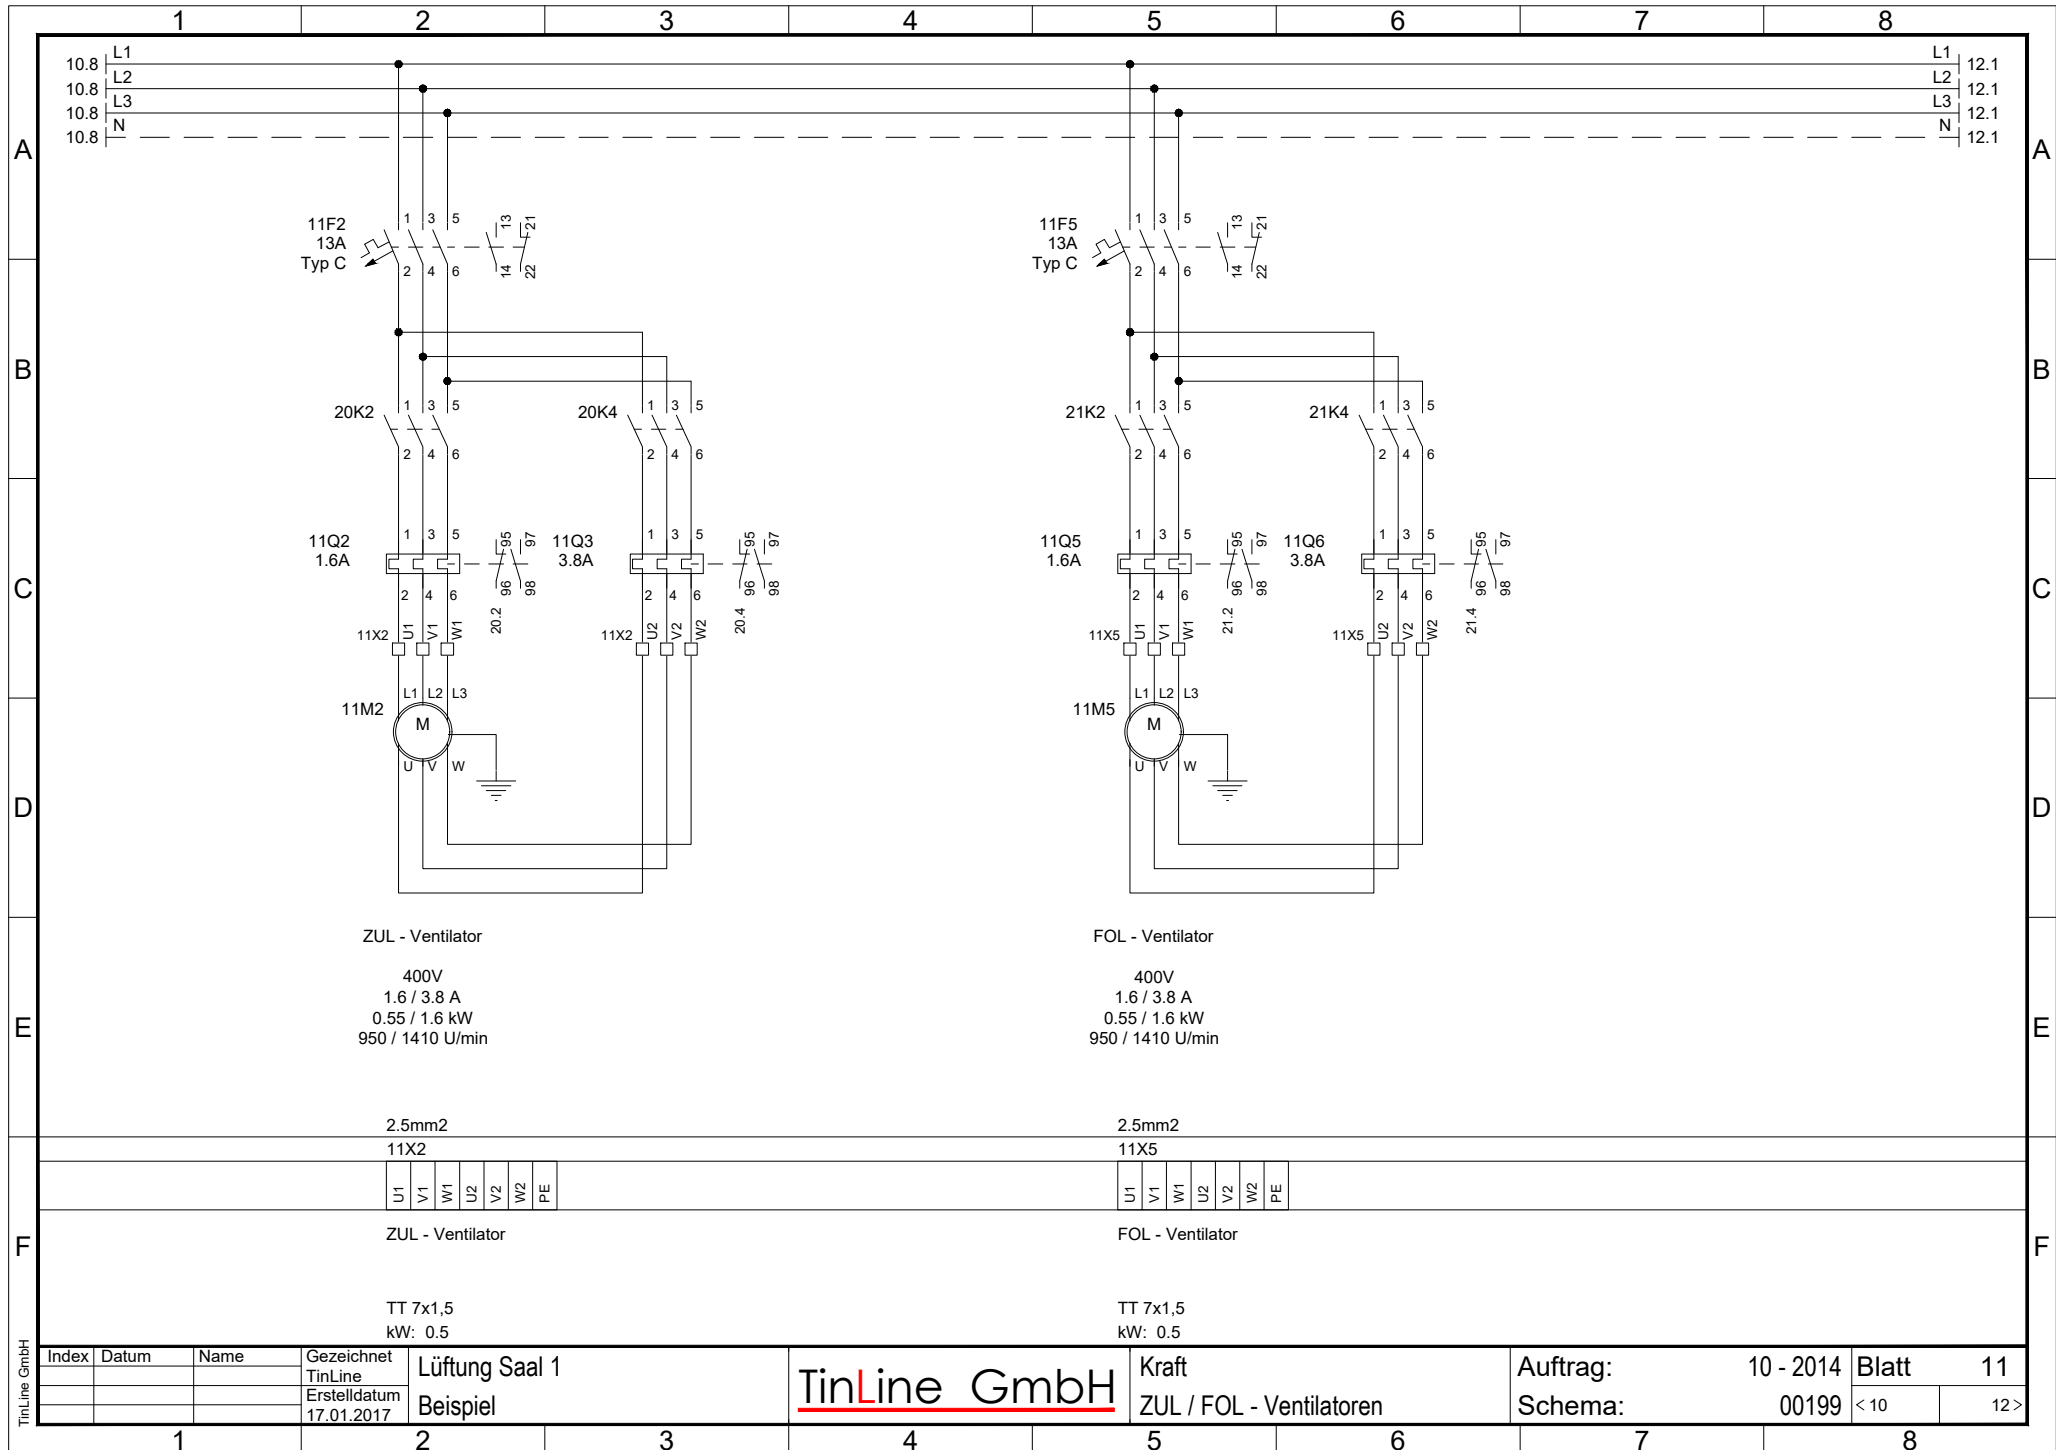 1 2 3 4 5 6 7 8
10.8 L1 L1 12.1
10.8 L2 L2 12.1
10.8 L3 L3 12.1
10.8 N N 12.1
A A
11F2 1 3 5 13 21 11F5 1 3 5 13 21
13A 13A
Typ C 2 4 6 14 22 Typ C 2 4 6 14 22
B B
20K2 1 3 5 20K4 1 3 5 21K2 1 3 5 21K4 1 3 5
2 4 6 2 4 6 2 4 6 2 4 6
11Q2 1 3 5 95 97 11Q3 1 3 5 95 97 11Q5 1 3 5 95 97 11Q6 1 3 5 95 97
1.6A 3.8A 1.6A 3.8A
C C
2 4 6 96 98 2 4 6 96 98 2 4 6 96 98 2 4 6 96 98
20.2 20.4 21.2 21.4
11X2 U1 V1 W1 11X2 U2 V2 W2 11X5 U1 V1 W1 11X5 U2 V2 W2
L1 L2 L3 L1 L2 L3
11M2 M 11M5 M
U V W U V W
D D
ZUL - Ventilator FOL - Ventilator
400V 400V
1.6 / 3.8 A 1.6 / 3.8 A
0.55 / 1.6 kW 0.55 / 1.6 kW
E E
950 / 1410 U/min 950 / 1410 U/min
2.5mm2 2.5mm2
11X2 11X5
U1 V1 W1 U2 V2 W2 PE U1 V1 W1 U2 V2 W2 PE
ZUL - Ventilator FOL - Ventilator
F F
TT 7x1,5 TT 7x1,5
kW: 0.5 kW: 0.5
TinLine GmbH
Index Datum Name Gezeichnet
TinLine
Erstelldatum
17.01.2017
Lüftung Saal 1
Beispiel
TinLine GmbH
Kraft
ZUL / FOL - Ventilatoren
Auftrag: 10 - 2014
Schema: 00199
Blatt 11
< 10 12 >
1 2 3 4 5 6 7 8